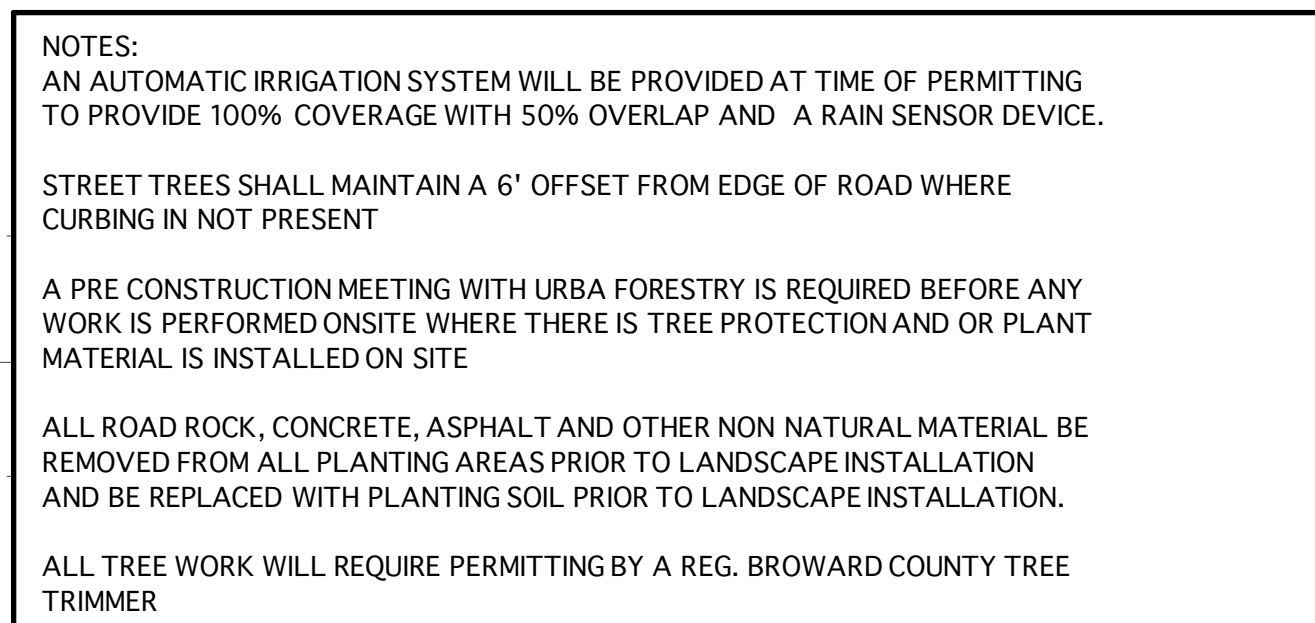 NOTES:
AN AUTOMATIC IRRIGATION SYSTEM WILL BE PROVIDED AT TIME OF PERMITTING
TO PROVIDE 100% COVERAGE WITH 50% OVERLAP AND A RAIN SENSOR DEVICE.
STREET TREES SHALL MAINTAIN A 6' OFFSET FROM EDGE OF ROAD WHERE
CURBING IN NOT PRESENT
A PRE CONSTRUCTION MEETING WITH URBA FORESTRY IS REQUIRED BEFORE ANY
WORK IS PERFORMED ONSITE WHERE THERE IS TREE PROTECTION AND OR PLANT
MATERIAL IS INSTALLED ON SITE
ALL ROAD ROCK, CONCRETE, ASPHALT AND OTHER NON NATURAL MATERIAL BE
REMOVED FROM ALL PLANTING AREAS PRIOR TO LANDSCAPE INSTALLATION
AND BE REPLACED WITH PLANTING SOIL PRIOR TO LANDSCAPE INSTALLATION.
ALL TREE WORK WILL REQUIRE PERMITTING BY A REG. BROWARD COUNTY TREE
TRIMMER